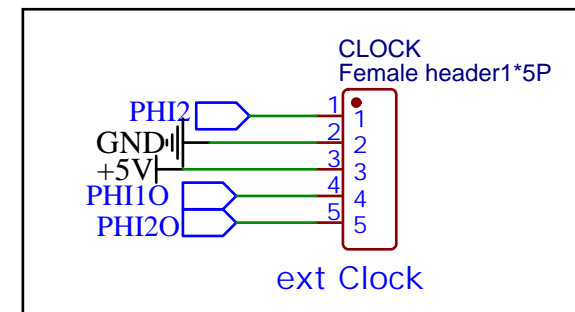 CLOCK
Female header1*5P
PHI2 1 1
GND 2 2
+5V 3 3
PHI1O 4 4
PHI2O 5 5
ext Clock